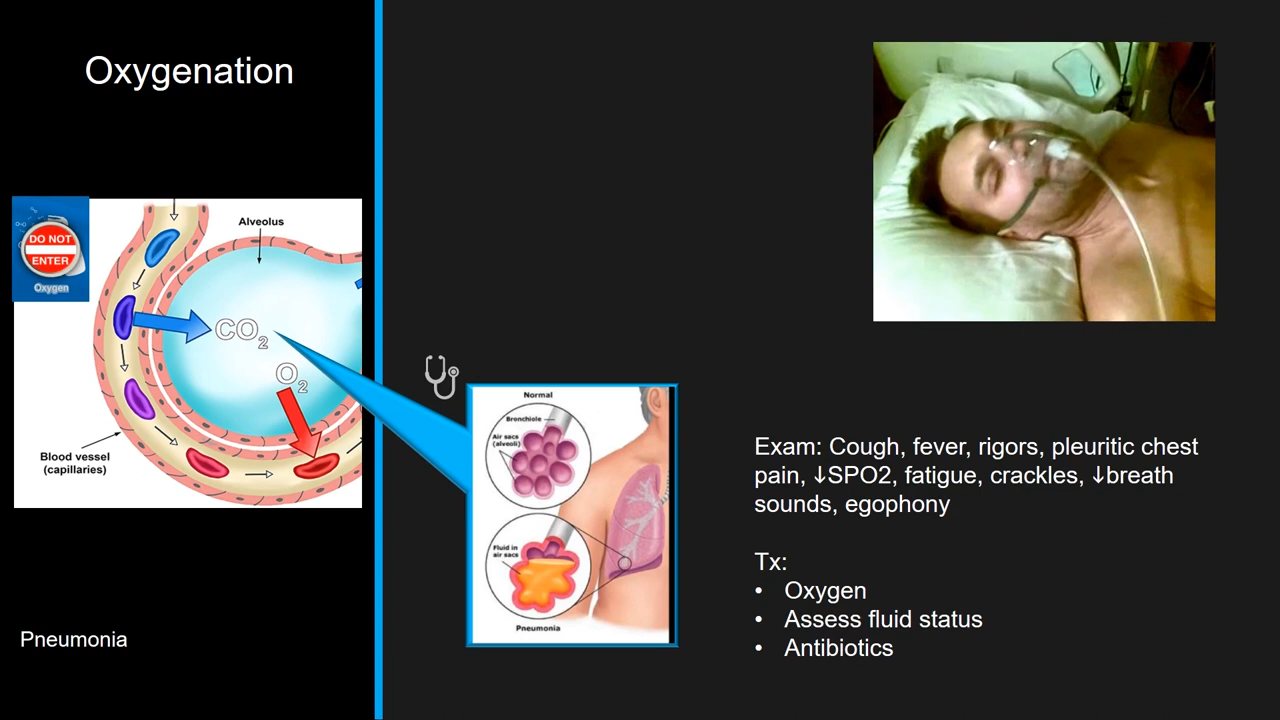 Oxygenation
DO NOT
ENTER
Oxygen
Alveolus
CO2
O2
Blood vessel
(capillaries)
Pneumonia
Normal
Bronchiole
Air sacs
(alveoli)
Fluid in
air sacs
Pneumonia
Exam: Cough, fever, rigors, pleuritic chest
pain, ↓SPO2, fatigue, crackles, ↓breath
sounds, egophony
Tx:
• Oxygen
• Assess fluid status
• Antibiotics